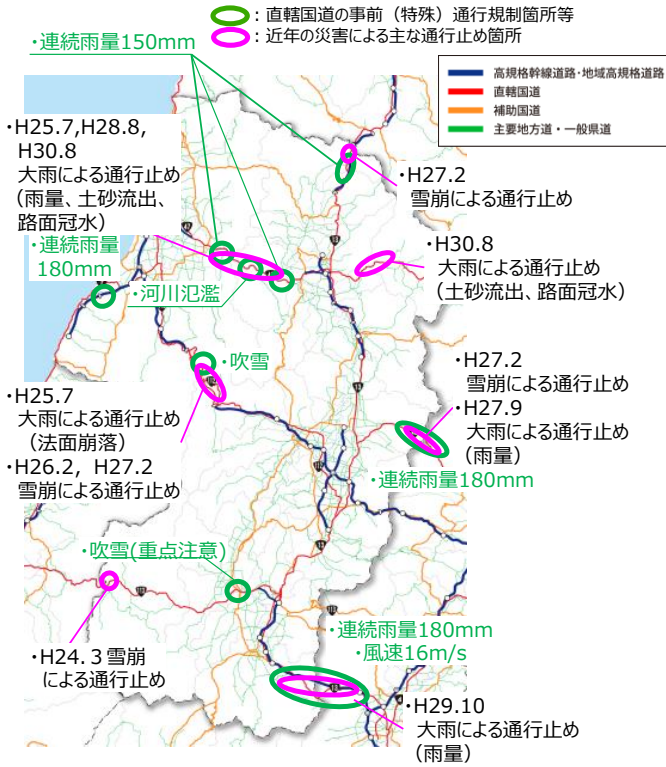 ：直轄国道の事前（特殊）通行規制箇所等
：近年の災害による主な通行止め箇所
・連続雨量150mm
高規格幹線道路・地域高規格道路
直轄国道
補助国道
主要地方道・一般県道
・H25.7,H28.8,
H30.8
大雨による通行止め
（雨量、土砂流出、
路面冠水）
・H27.2
雪崩による通行止め
・連続雨量
180mm
・河川氾濫
・H30.8
大雨による通行止め
（土砂流出、路面冠水）
・吹雪
・H27.2
雪崩による通行止め
・H27.9
大雨による通行止め
（雨量）
・連続雨量180mm
・H25.7
大雨による通行止め
（法面崩落）
・H26.2, H27.2
雪崩による通行止め
・吹雪(重点注意)
・H24.３雪崩
による通行止め
・連続雨量180mm
・風速16m/s
・H29.10
大雨による通行止め
（雨量）